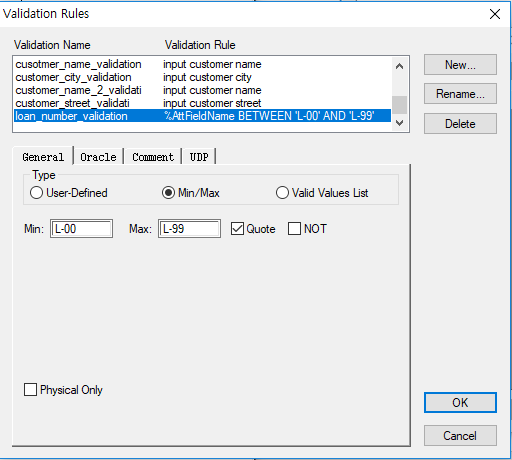 Validation Rules
Validation Name Validation Rule
cusotmer_name_validation input customer name
customer_city_validation input customer city
customer_name_2_validati input customer name
customer_street_validati input customer street
loan_number_validation %AttFieldName BETWEEN 'L-00' AND 'L-99'
New...
Rename...
Delete
General Oracle Comment UDP
Type
User-Defined Min/Max Valid Values List
Min: L-00 Max: L-99 Quote NOT
Physical Only
OK
Cancel